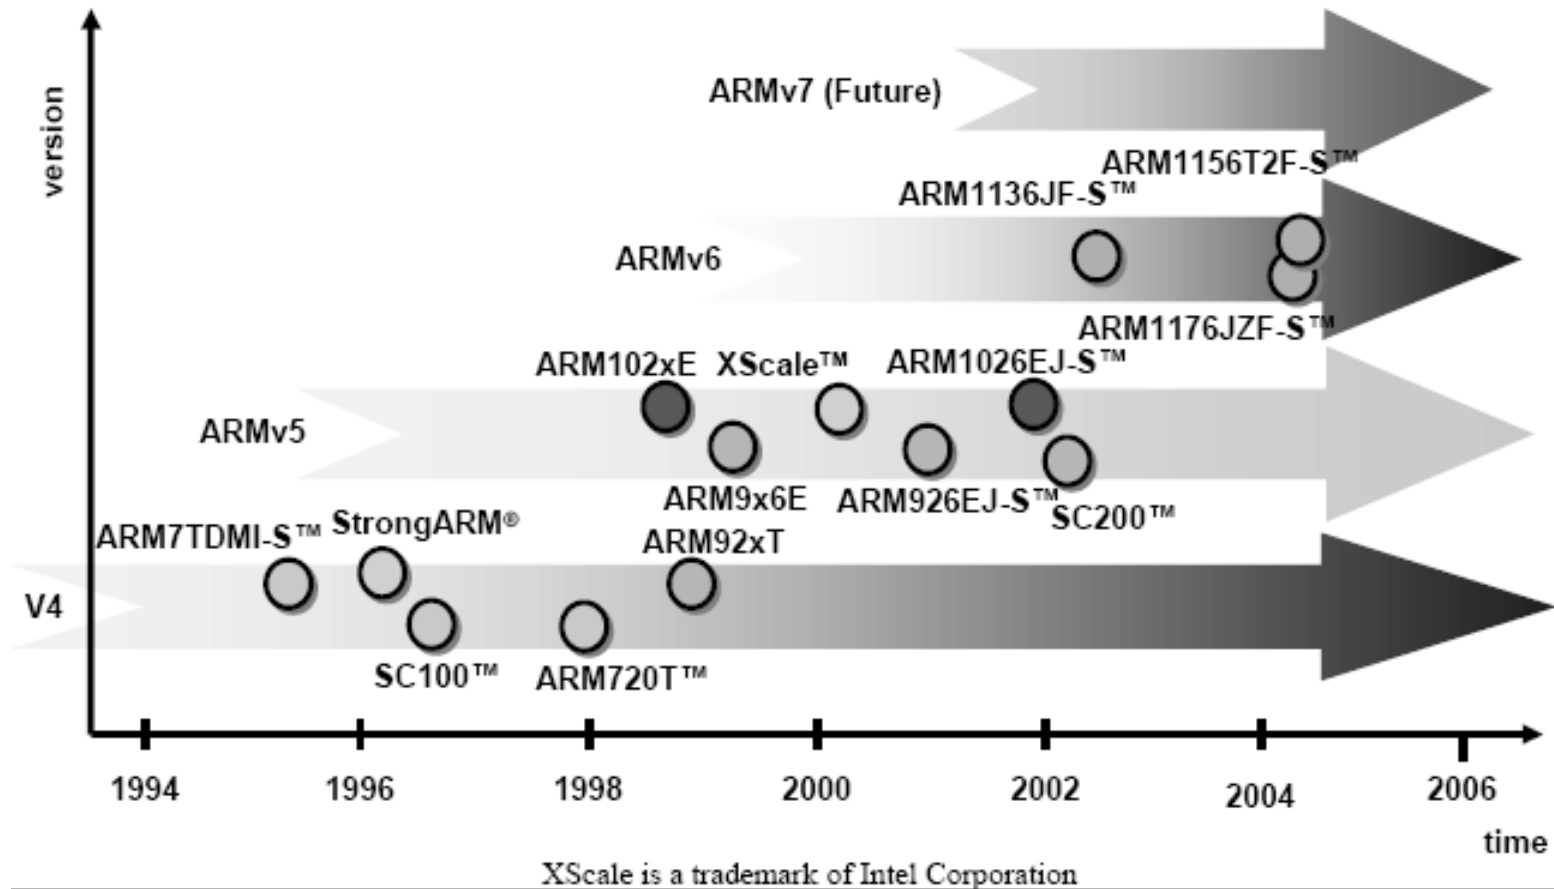 version
ARMv7 (Future)
ARM1156T2F-S™
ARM1136JF-S™
ARMv6
ARM1176JZF-S™
ARM102xE XScale™ ARM1026EJ-S™
ARMv5
ARM9x6E ARM926EJ-S™ SC200™
ARM7TDMI-S™ StrongARM® ARM92xT
V4
SC100™ ARM720T™
1994 1996 1998 2000 2002 2004 2006
time
XScale is a trademark of Intel Corporation